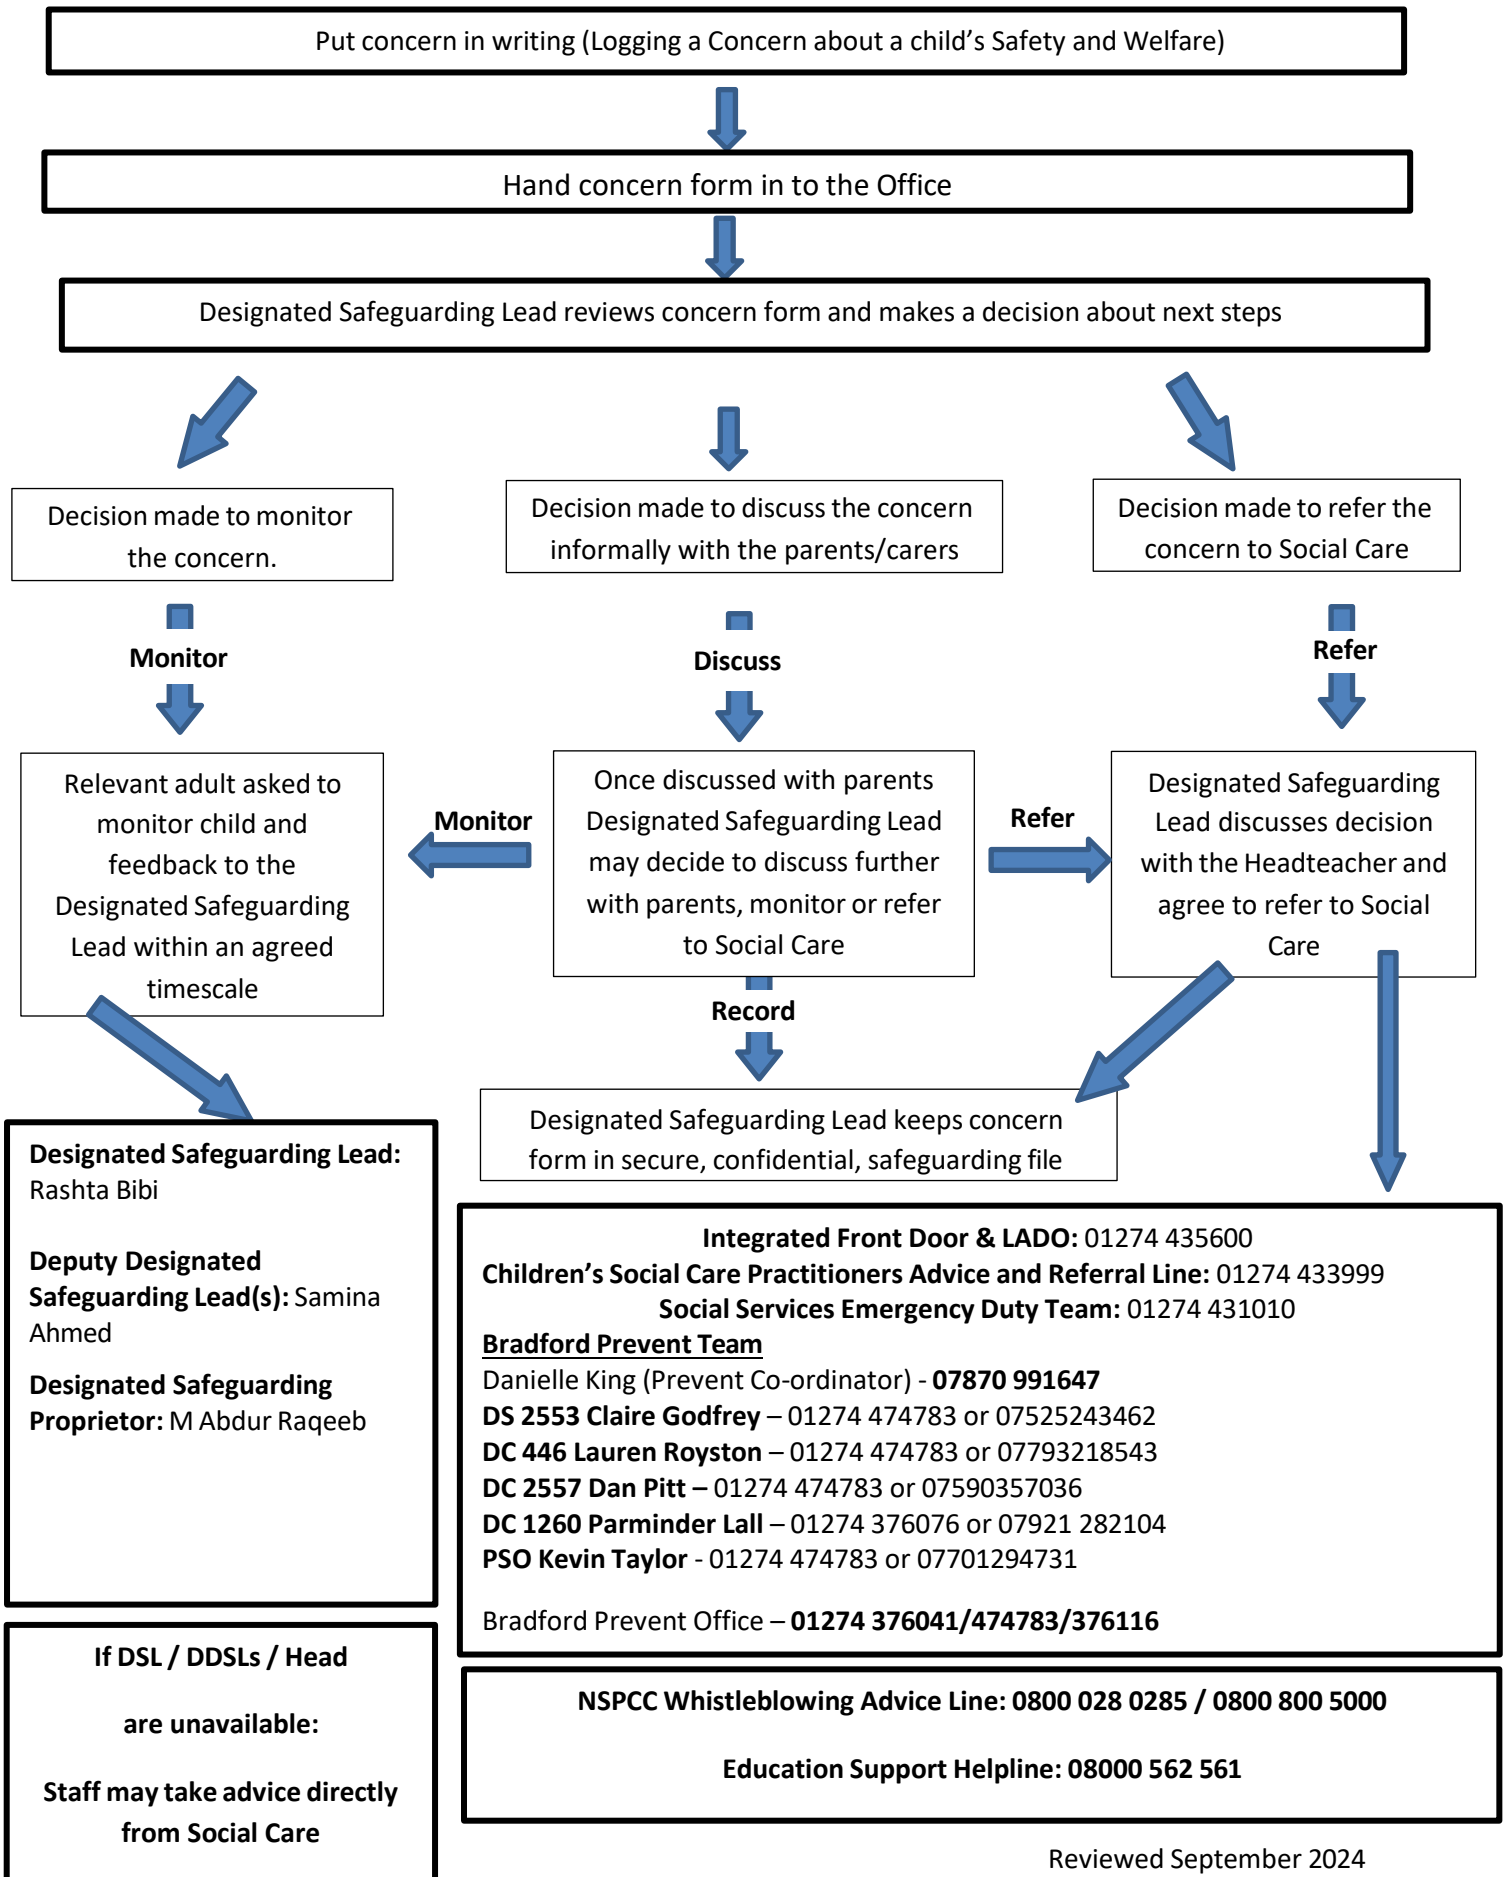 Put concern in writing (Logging a Concern about a child’s Safety and Welfare)
Hand concern form in to the Office
Designated Safeguarding Lead reviews concern form and makes a decision about next steps
Decision made to monitor
the concern.
Decision made to discuss the concern
informally with the parents/carers
Decision made to refer the
concern to Social Care
Monitor
Discuss
Refer
Relevant adult asked to
monitor child and
feedback to the
Designated Safeguarding
Lead within an agreed
timescale
Monitor
Once discussed with parents
Designated Safeguarding Lead
may decide to discuss further
with parents, monitor or refer
to Social Care
Refer
Designated Safeguarding
Lead discusses decision
with the Headteacher and
agree to refer to Social
Care
Record
Designated Safeguarding Lead keeps concern
form in secure, confidential, safeguarding file
Designated Safeguarding Lead:
Rashta Bibi
Deputy Designated
Safeguarding Lead(s): Samina
Ahmed
Designated Safeguarding
Proprietor: M Abdur Raqeeb
Integrated Front Door & LADO: 01274 435600
Children’s Social Care Practitioners Advice and Referral Line: 01274 433999
Social Services Emergency Duty Team: 01274 431010
Bradford Prevent Team
Danielle King (Prevent Co-ordinator) - 07870 991647
DS 2553 Claire Godfrey – 01274 474783 or 07525243462
DC 446 Lauren Royston – 01274 474783 or 07793218543
DC 2557 Dan Pitt – 01274 474783 or 07590357036
DC 1260 Parminder Lall – 01274 376076 or 07921 282104
PSO Kevin Taylor - 01274 474783 or 07701294731
Bradford Prevent Office – 01274 376041/474783/376116
If DSL / DDSLs / Head
are unavailable:
Staff may take advice directly
from Social Care
NSPCC Whistleblowing Advice Line: 0800 028 0285 / 0800 800 5000
Education Support Helpline: 08000 562 561
Reviewed September 2024